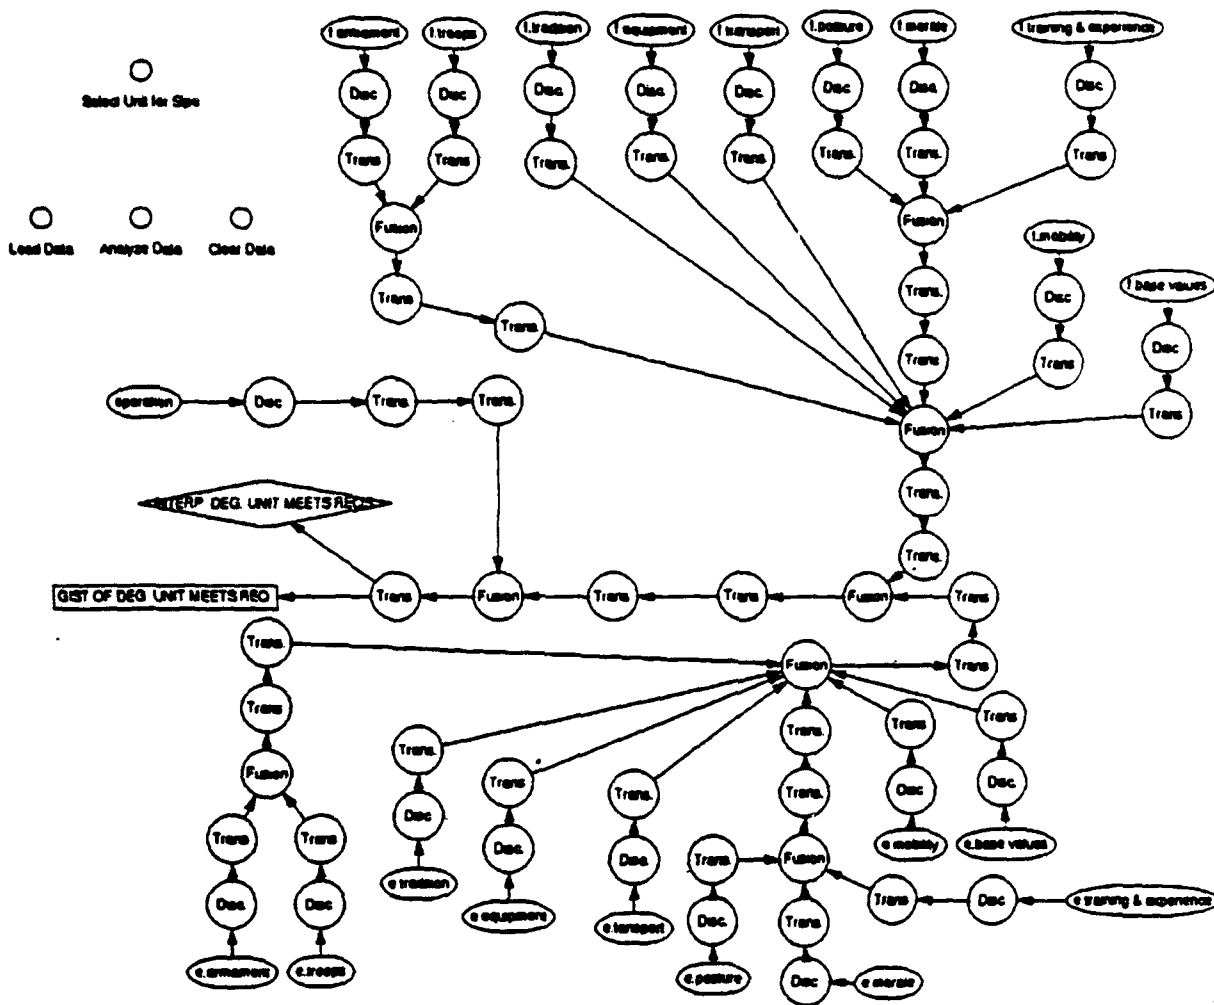 f.armament f.troops f.tradition f.equipment f.transport f.posture f.morale f.training & experience
Select Unit for Sipe
Disc Disc Disc. Disc. Disc. Disc Disc. Disc.
Trans Trans Trans. Trans. Trans. Trans. Trans. Trans
Load Data Analyze Data Clear Data
Fusion Fusion
f.mobility
Trans Trans. Disc f.base values
Trans.
Trans Trans Disc
operation Disc Trans. Trans. Fusion Trans
INTERP. DEG. UNIT MEETS REQ'S
Trans.
Trans.
GIST OF DEG. UNIT MEETS REQ Trans Fusion Trans Trans Fusion Trans
Trans. Fusion Trans
Trans Trans. Trans Trans
Trans.
Fusion Trans Trans. Trans. Disc Disc.
Disc
Trans Trans Disc. Disc. Trans. Fusion e.mobility e.base values
e.tradition
Disc. Disc e.equipment e.transport Disc. Trans. Trans Disc e.training & experience
e.armament e.troops e.posture Disc e.morale